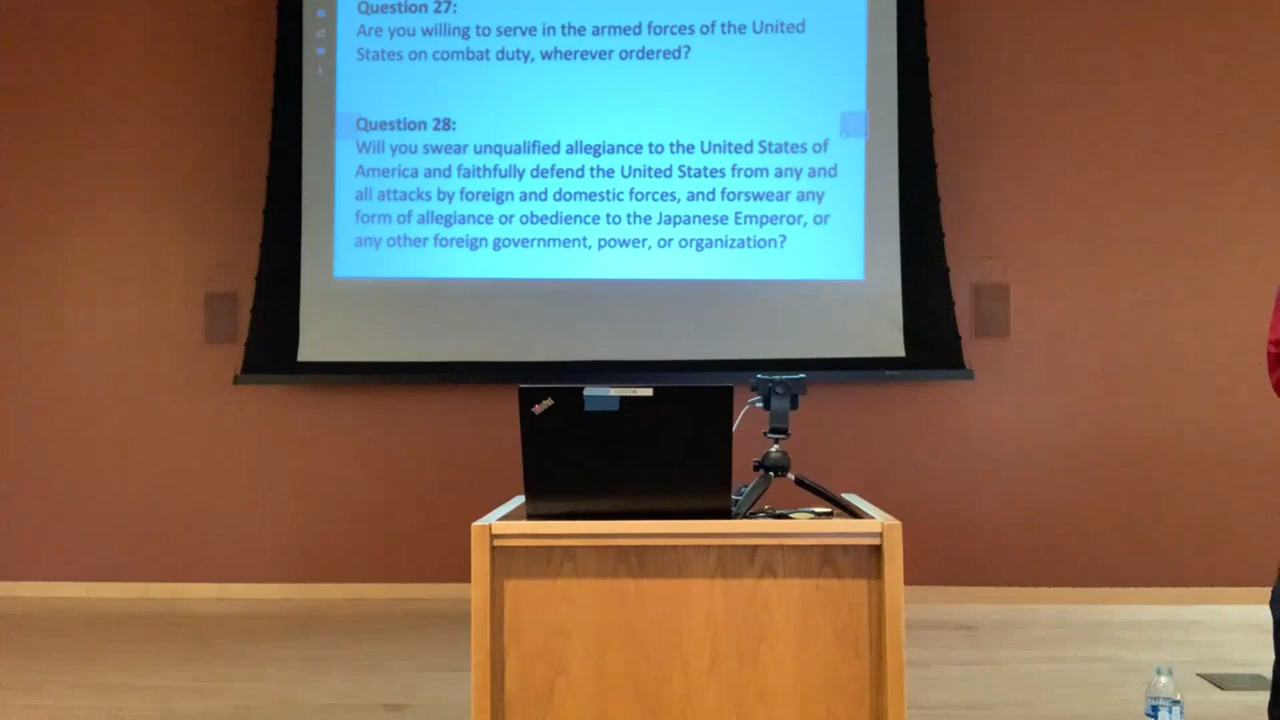 Question 27:
Are you willing to serve in the armed forces of the United
States on combat duty, wherever ordered?
Question 28:
Will you swear unqualified allegiance to the United States of
America and faithfully defend the United States from any and
all attacks by foreign and domestic forces, and forswear any
form of allegiance or obedience to the Japanese Emperor, or
any other foreign government, power, or organization?